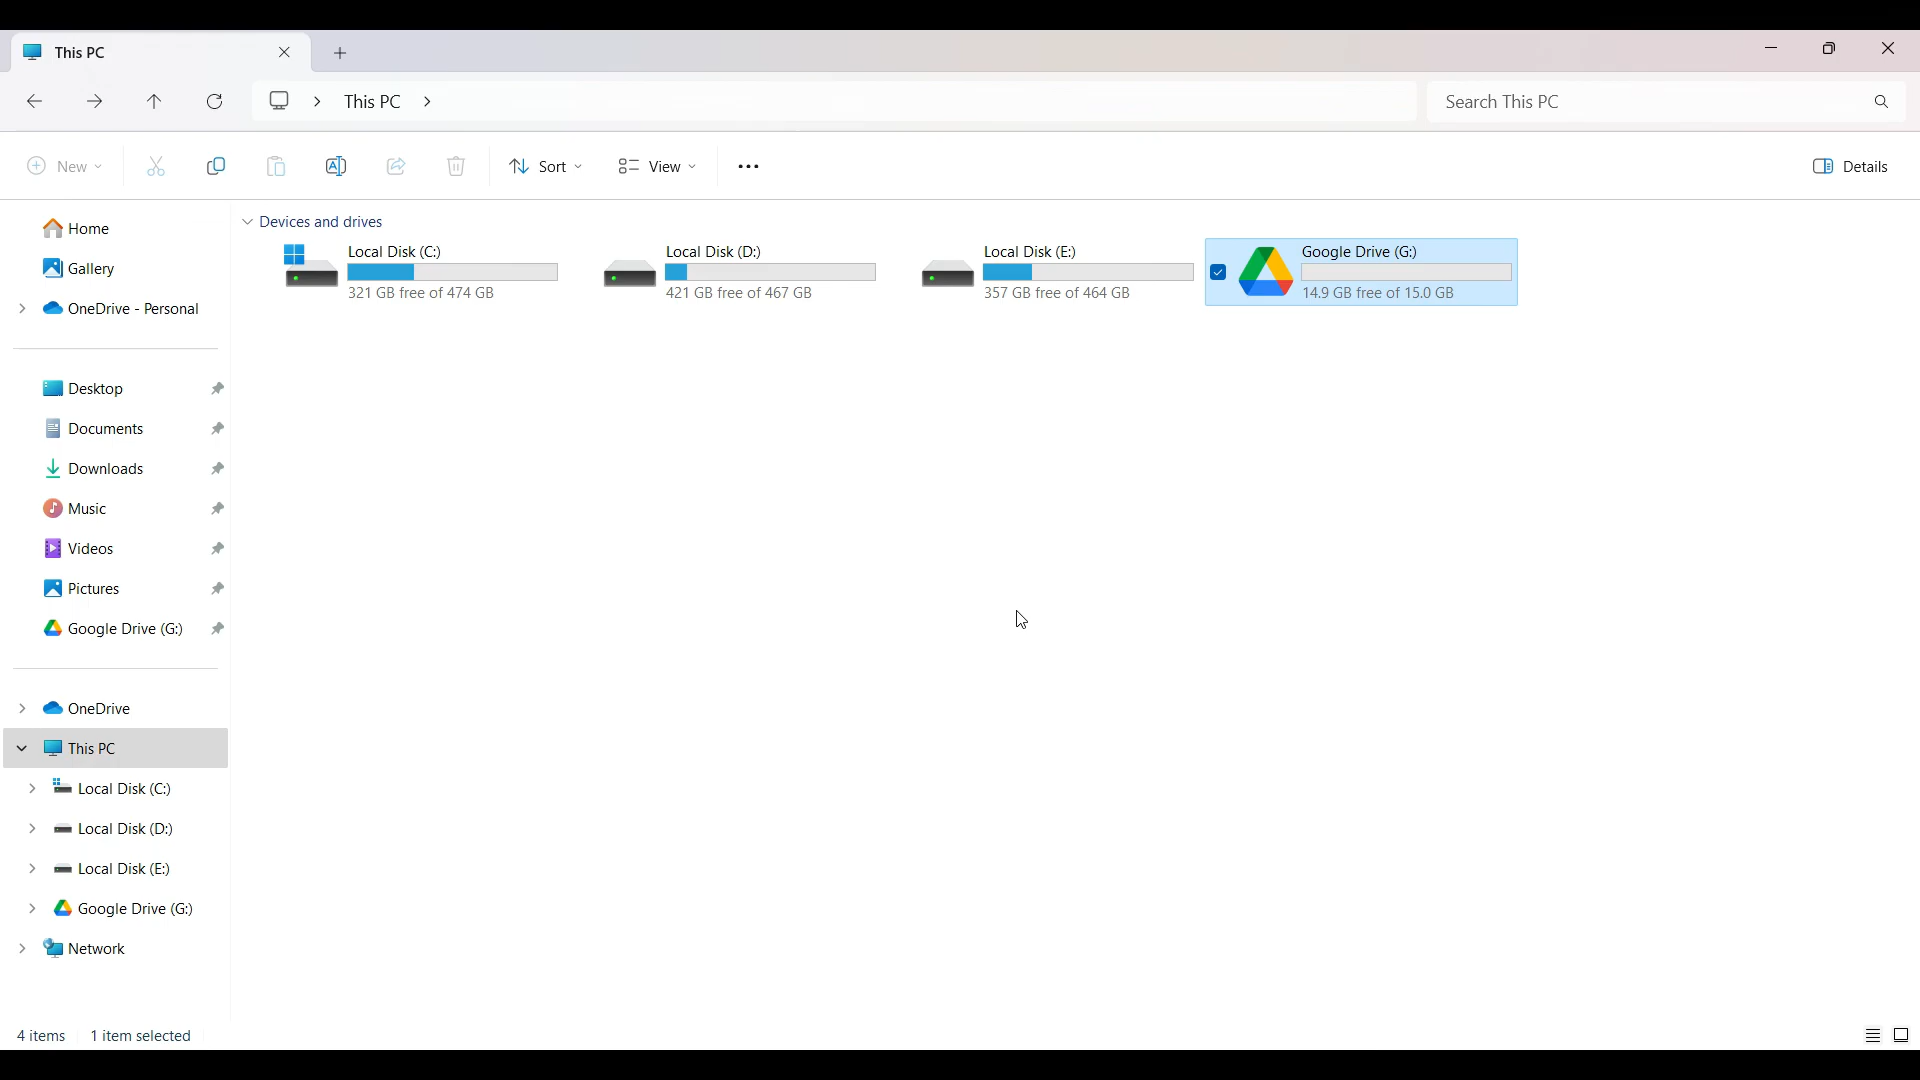 This PC
This PC
Search This PC
New
Sort
View
Details
Home
Gallery
OneDrive - Personal
Desktop
Documents
Downloads
Music
Videos
Pictures
Google Drive (G:)
OneDrive
This PC
Local Disk (C:)
Local Disk (D:)
Local Disk (E:)
Google Drive (G:)
Network
Devices and drives
Local Disk (C:)
321 GB free of 474 GB
Local Disk (D:)
421 GB free of 467 GB
Local Disk (E:)
357 GB free of 464 GB
Google Drive (G:)
14.9 GB free of 15.0 GB
4 items
1 item selected